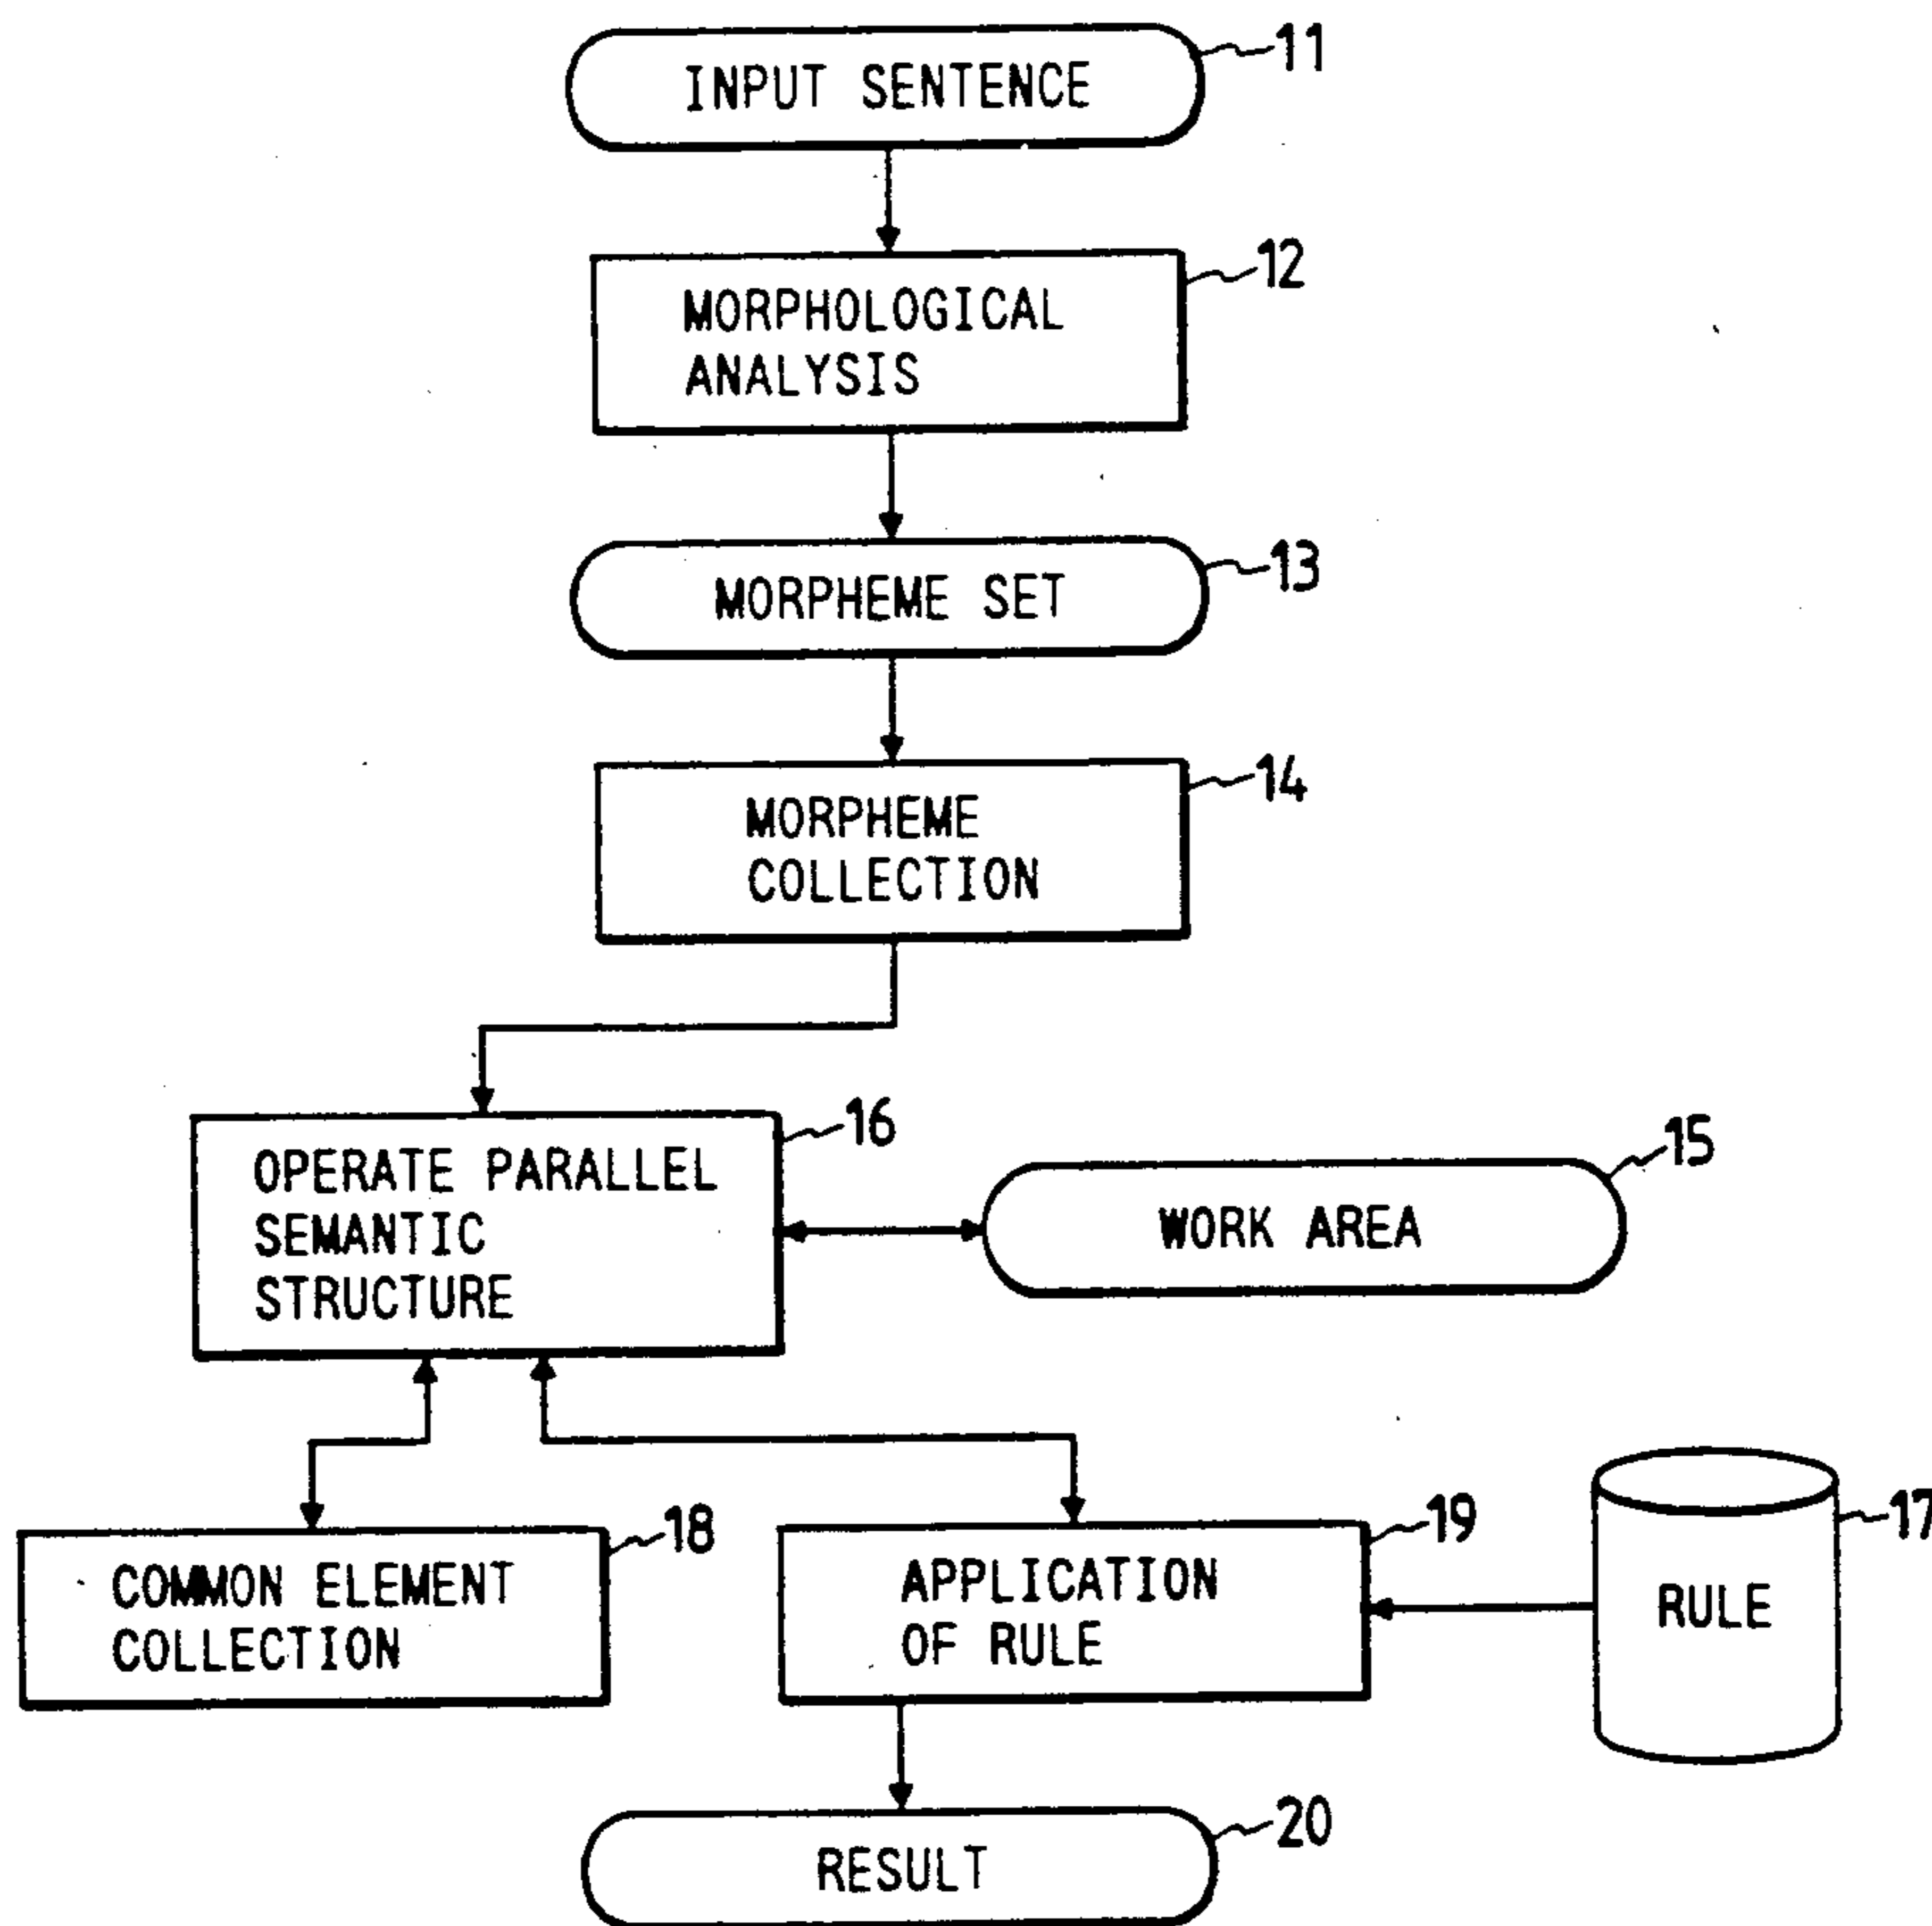 INPUT SENTENCE
11
MORPHOLOGICAL
ANALYSIS
12
MORPHEME SET
13
MORPHEME
COLLECTION
14
OPERATE PARALLEL
SEMANTIC
STRUCTURE
16
WORK AREA
15
COMMON ELEMENT
COLLECTION
18
APPLICATION
OF RULE
19
RULE
17
RESULT
20